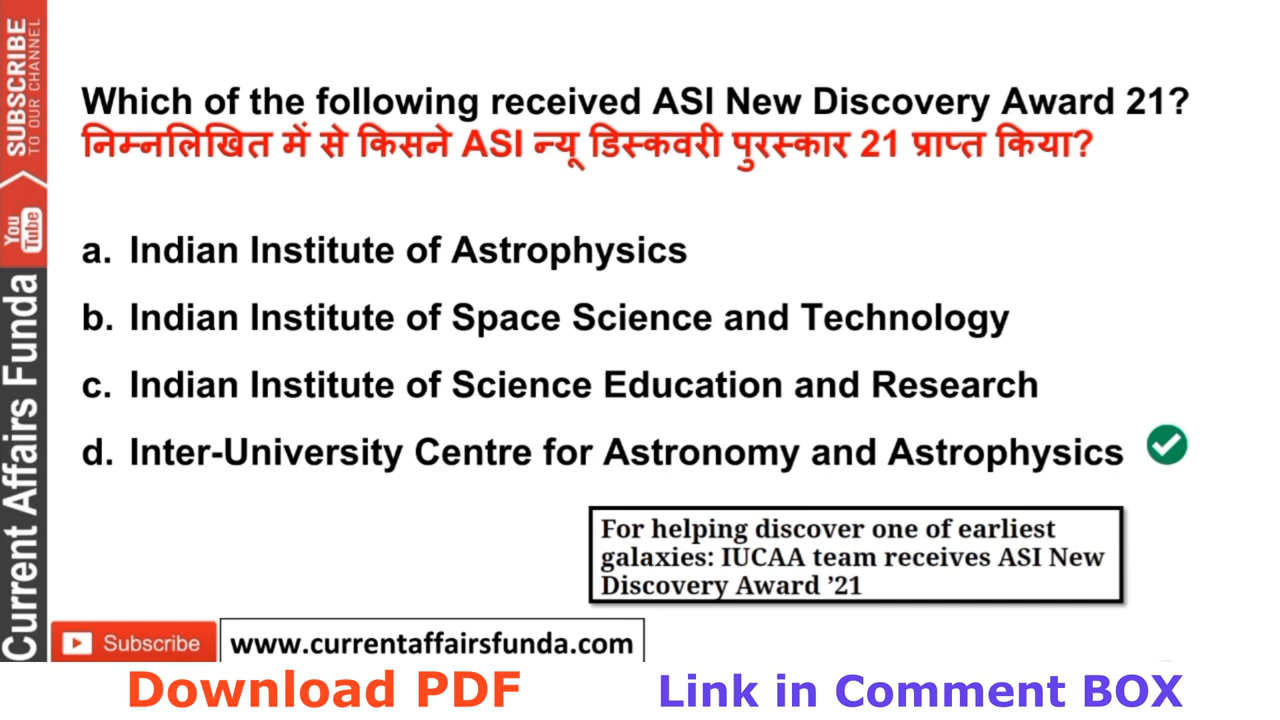 SUBSCRIBE
TO OUR CHANNEL
You
Tube
Current Affairs Funda
Which of the following received ASI New Discovery Award 21?
निम्नलिखित में से किसने ASI न्यू डिस्कवरी पुरस्कार 21 प्राप्त किया?
a. Indian Institute of Astrophysics
b. Indian Institute of Space Science and Technology
c. Indian Institute of Science Education and Research
d. Inter-University Centre for Astronomy and Astrophysics
For helping discover one of earliest
galaxies: IUCAA team receives ASI New
Discovery Award ’21
Subscribe
www.currentaffairsfunda.com
Download PDF
Link in Comment BOX